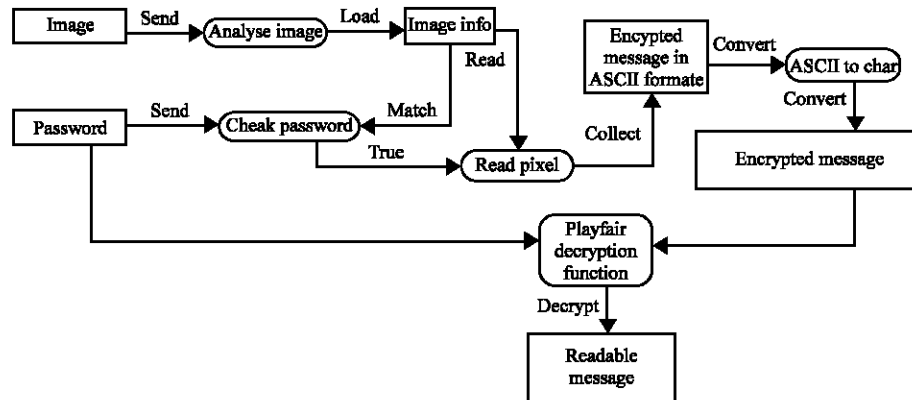 Image
Send
Analyse image
Load
Image info
Read
Encypted
message in
ASCII formate
Convert
ASCII to char
Convert
Password
Send
Cheak password
Match
True
Read pixel
Collect
Encrypted message
Playfair
decryption
function
Decrypt
Readable
message